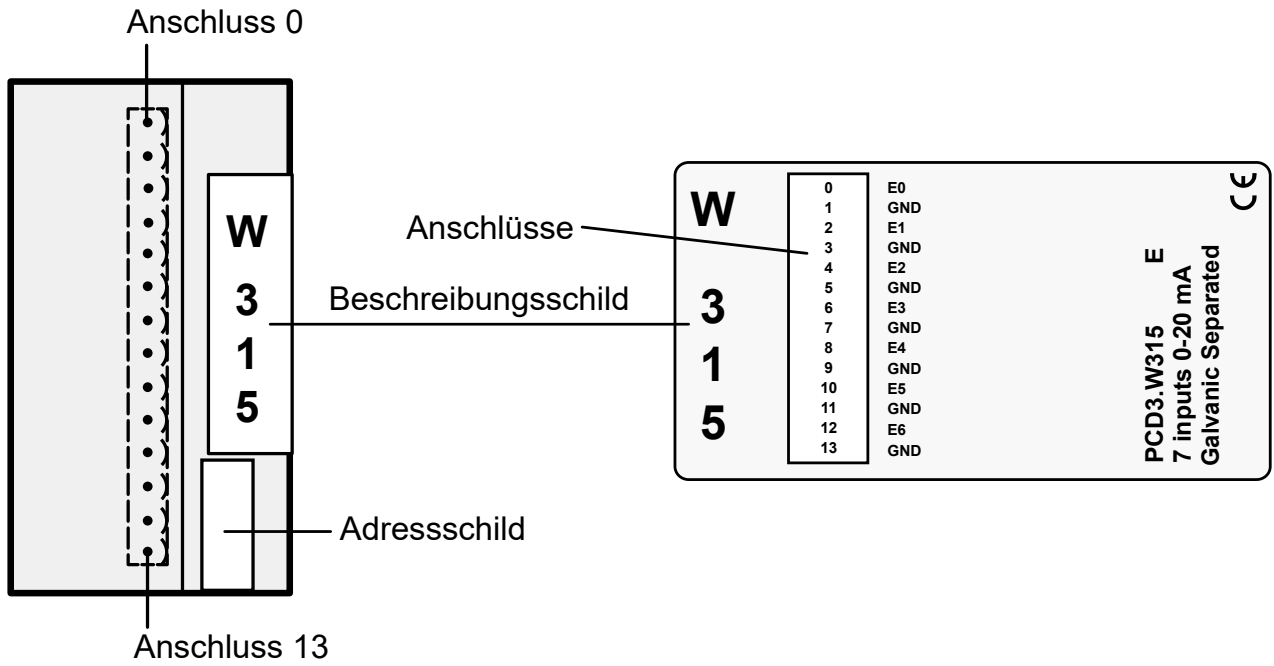 Anschluss 0
W
3
1
5
Anschluss 13
Adressschild
Anschlüsse
Beschreibungsschild
W
3
1
5
0 E0
1 GND
2 E1
3 GND
4 E2
5 GND
6 E3
7 GND
8 E4
9 GND
10 E5
11 GND
12 E6
13 GND
PCD3.W315 E
7 inputs 0-20 mA
Galvanic Separated
CE